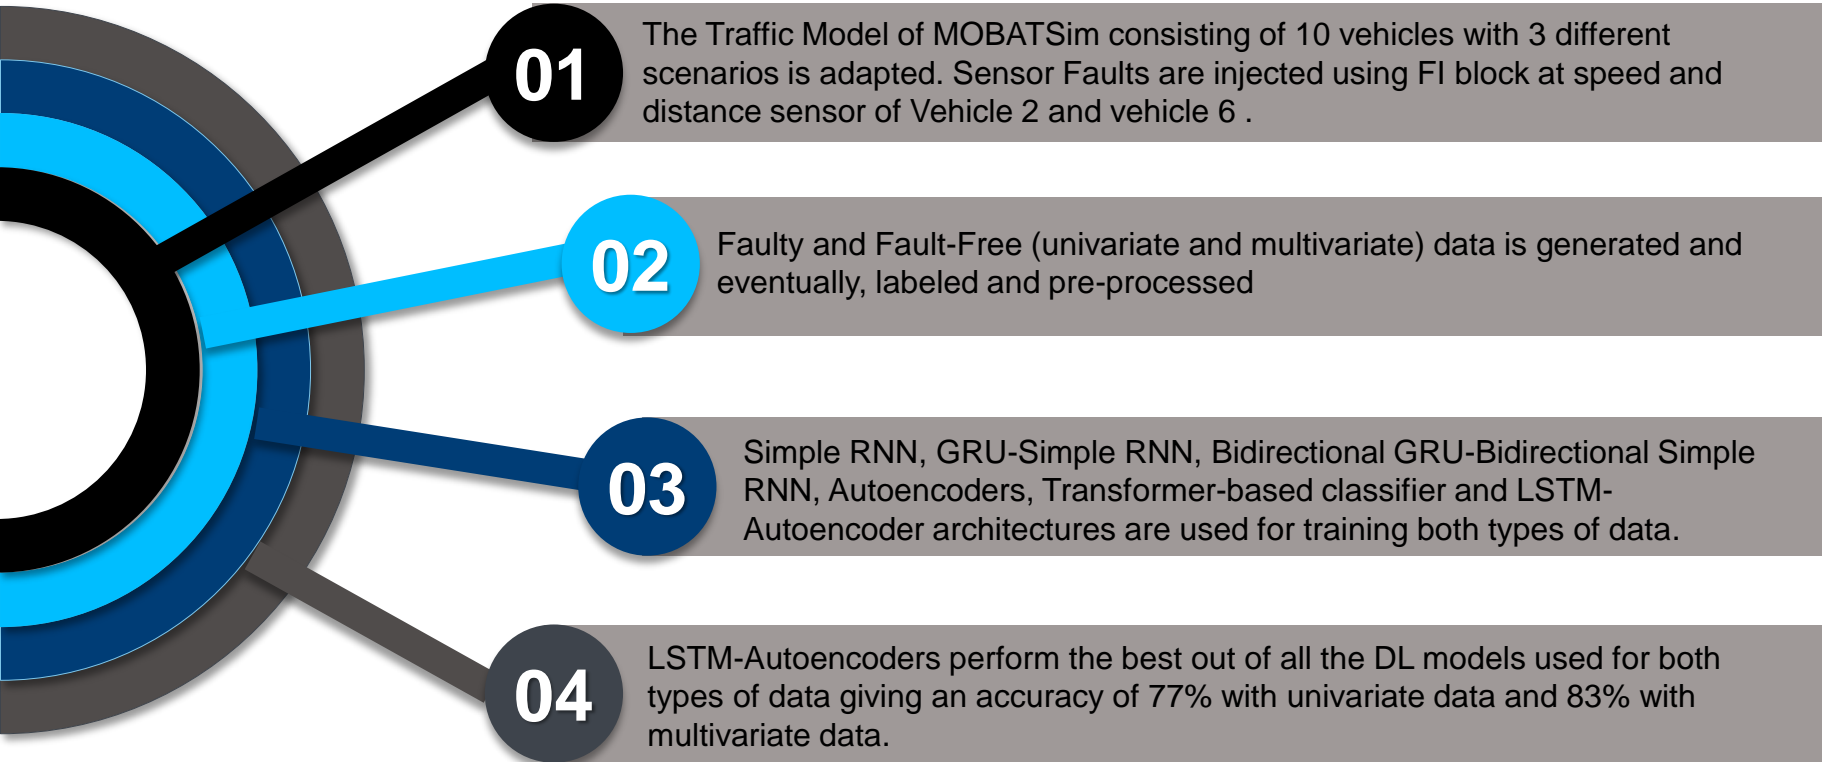 01
The Traffic Model of MOBATSim consisting of 10 vehicles with 3 different
scenarios is adapted. Sensor Faults are injected using FI block at speed and
distance sensor of Vehicle 2 and vehicle 6 .
02
Faulty and Fault-Free (univariate and multivariate) data is generated and
eventually, labeled and pre-processed
03
Simple RNN, GRU-Simple RNN, Bidirectional GRU-Bidirectional Simple
RNN, Autoencoders, Transformer-based classifier and LSTM-
Autoencoder architectures are used for training both types of data.
04
LSTM-Autoencoders perform the best out of all the DL models used for both
types of data giving an accuracy of 77% with univariate data and 83% with
multivariate data.